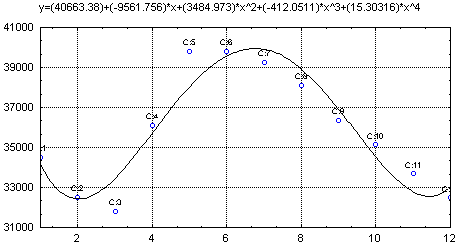 y=(40663.38)+(-9561.756)*x+(3484.973)*x^2+(-412.0511)*x^3+(15.30316)*x^4
41000
C:5
C:6
39000
C:7
C:8
37000
C:9
C:4
C:10
35000
:1
C:11
33000
C:2
C:
C:3
31000
2
4
6
8
10
12